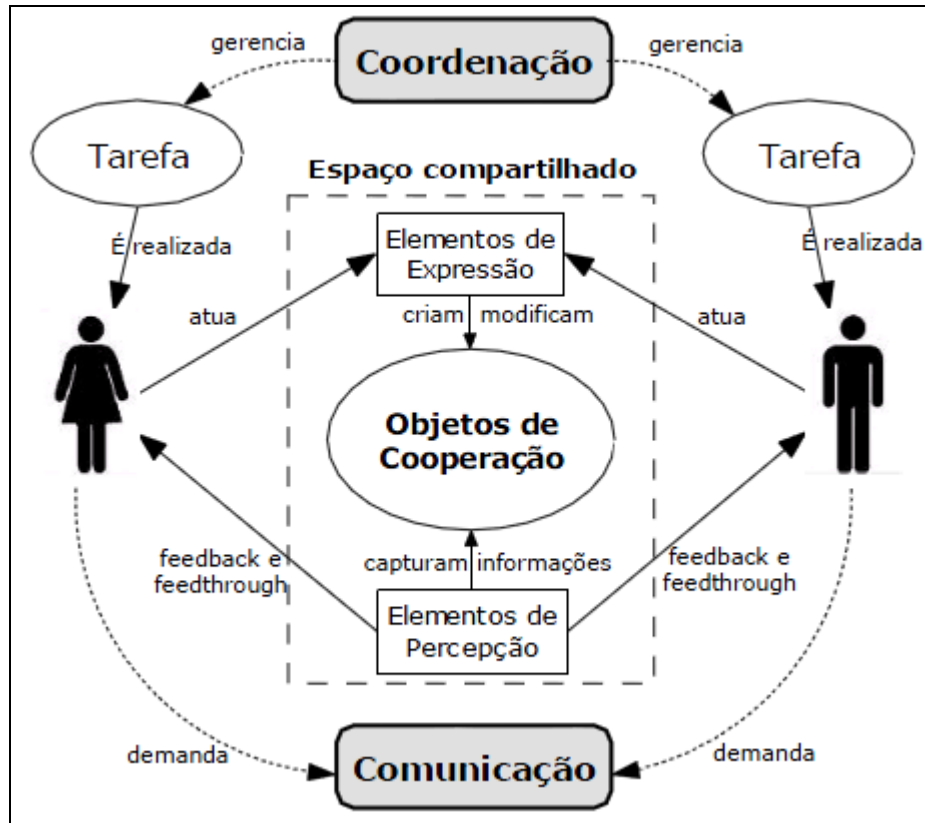 gerencia
Coordenação
gerencia
Tarefa
Tarefa
Espaço compartilhado
É realizada
Elementos de
Expressão
É realizada
atua
criam modificam
atua
Objetos de
Cooperação
feedback e
feedthrough
capturam informações
feedback e
feedthrough
Elementos de
Percepção
demanda
Comunicação
demanda